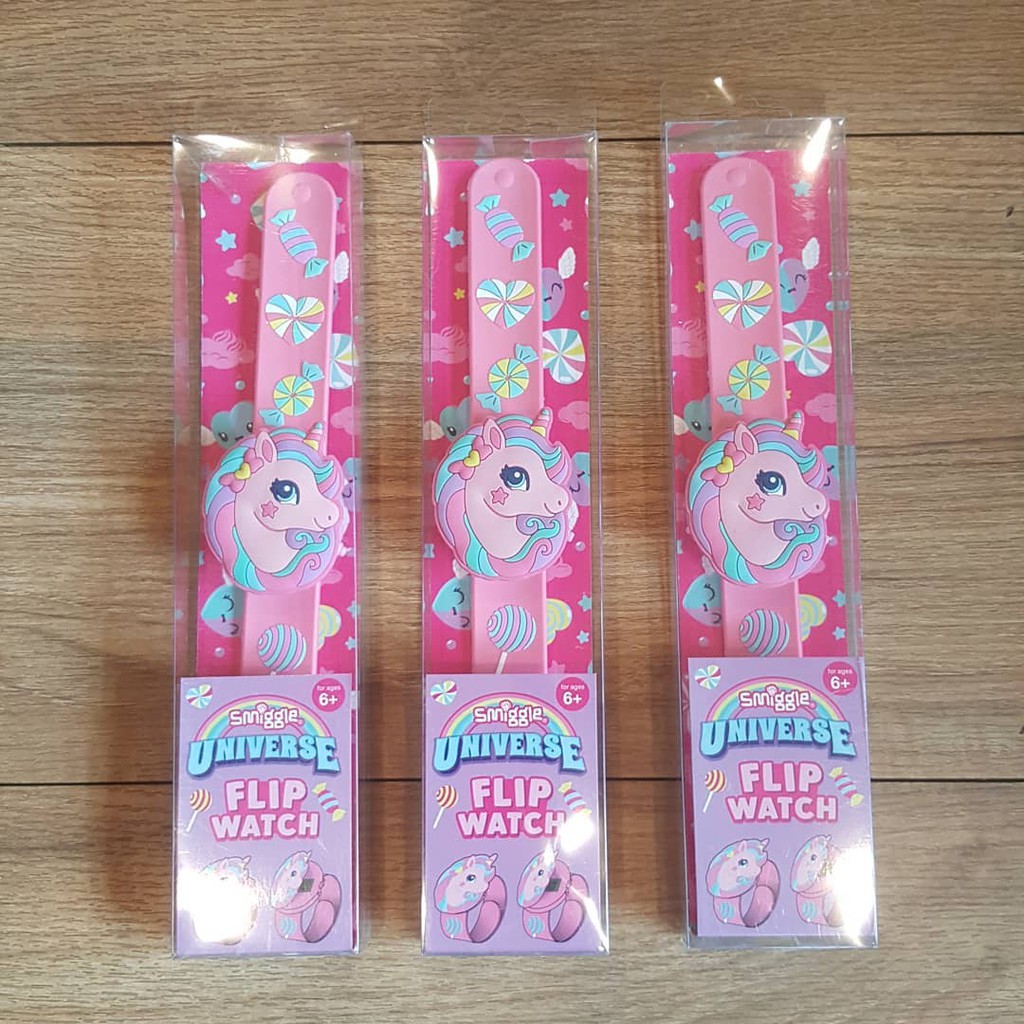 for ages
6+
smiggle
UNIVERSE
FLIP
WATCH
for ages
6+
smiggle
UNIVERSE
FLIP
WATCH
for ages
6+
smiggle
UNIVERSE
FLIP
WATCH